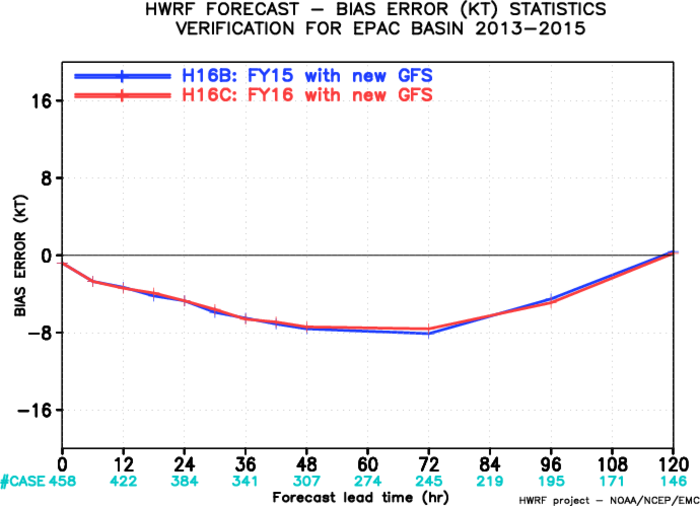 HWRF FORECAST – BIAS ERROR (KT) STATISTICS
VERIFICATION FOR EPAC BASIN 2013–2015
H16B: FY15 with new GFS
H16C: FY16 with new GFS
16
8
0
–8
–16
BIAS ERROR (KT)
0 12 24 36 48 60 72 84 96 108 120
#CASE 458 422 384 341 307 274 245 219 195 171 146
Forecast lead time (hr)
HWRF project – NOAA/NCEP/EMC